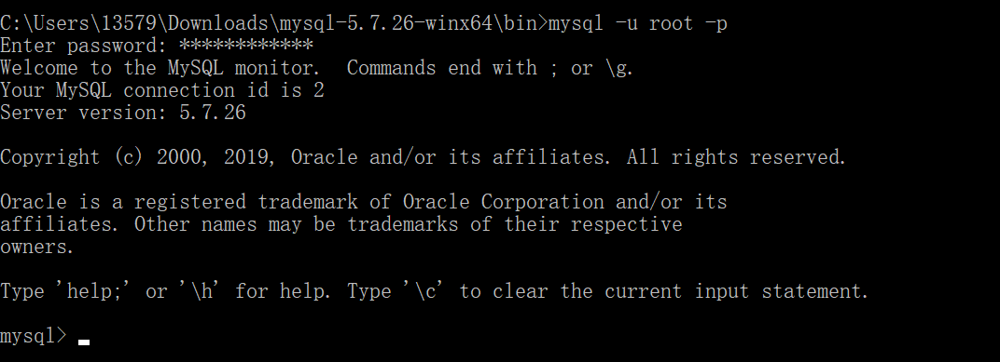 C:\Users\13579\Downloads\mysql-5.7.26-winx64\bin>mysql -u root -p
Enter password: ************
Welcome to the MySQL monitor.  Commands end with ; or \g.
Your MySQL connection id is 2
Server version: 5.7.26
Copyright (c) 2000, 2019, Oracle and/or its affiliates. All rights reserved.
Oracle is a registered trademark of Oracle Corporation and/or its
affiliates. Other names may be trademarks of their respective
owners.
Type 'help;' or '\h' for help. Type '\c' to clear the current input statement.
mysql>